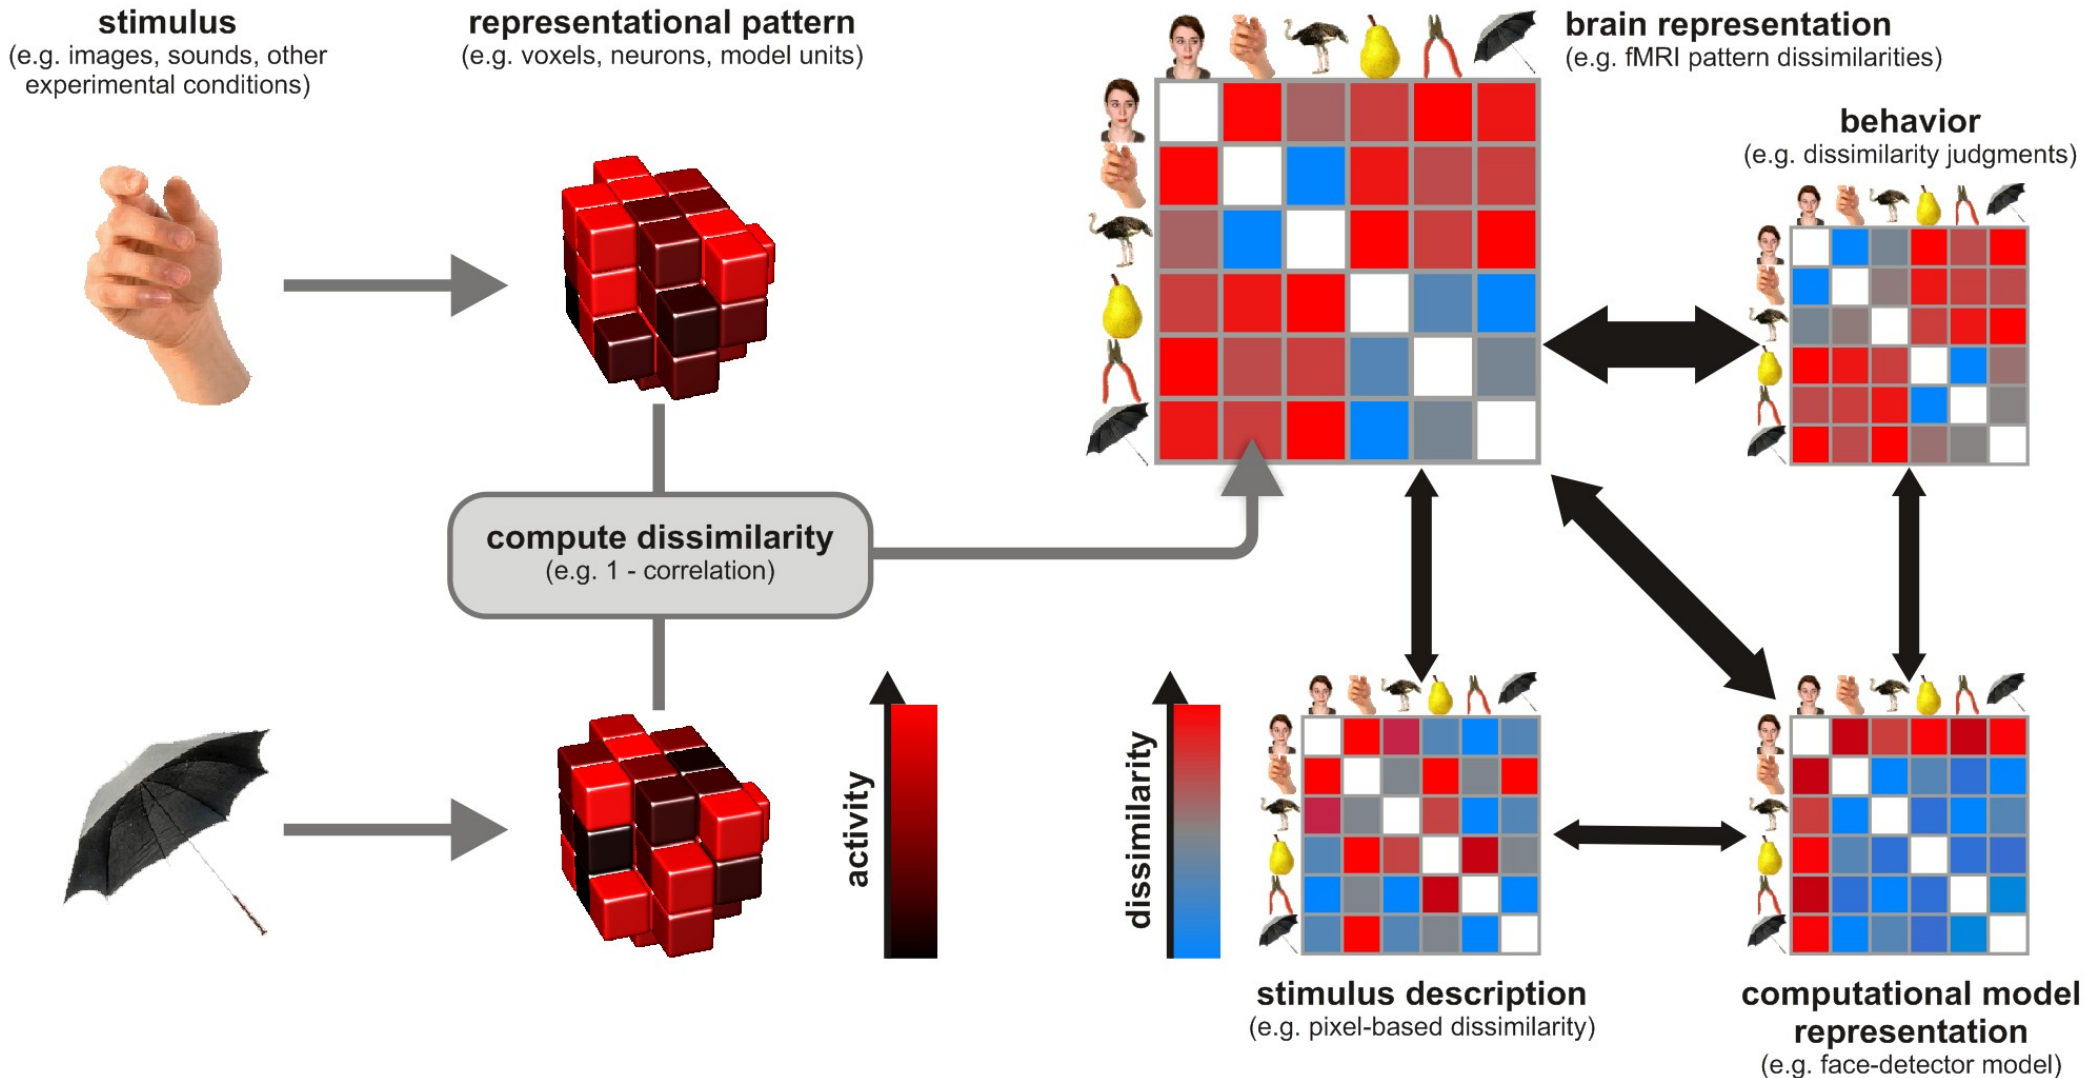 stimulus
(e.g. images, sounds, other
experimental conditions)
representational pattern
(e.g. voxels, neurons, model units)
brain representation
(e.g. fMRI pattern dissimilarities)
behavior
(e.g. dissimilarity judgments)
compute dissimilarity
(e.g. 1 - correlation)
activity
dissimilarity
stimulus description
(e.g. pixel-based dissimilarity)
computational model
representation
(e.g. face-detector model)